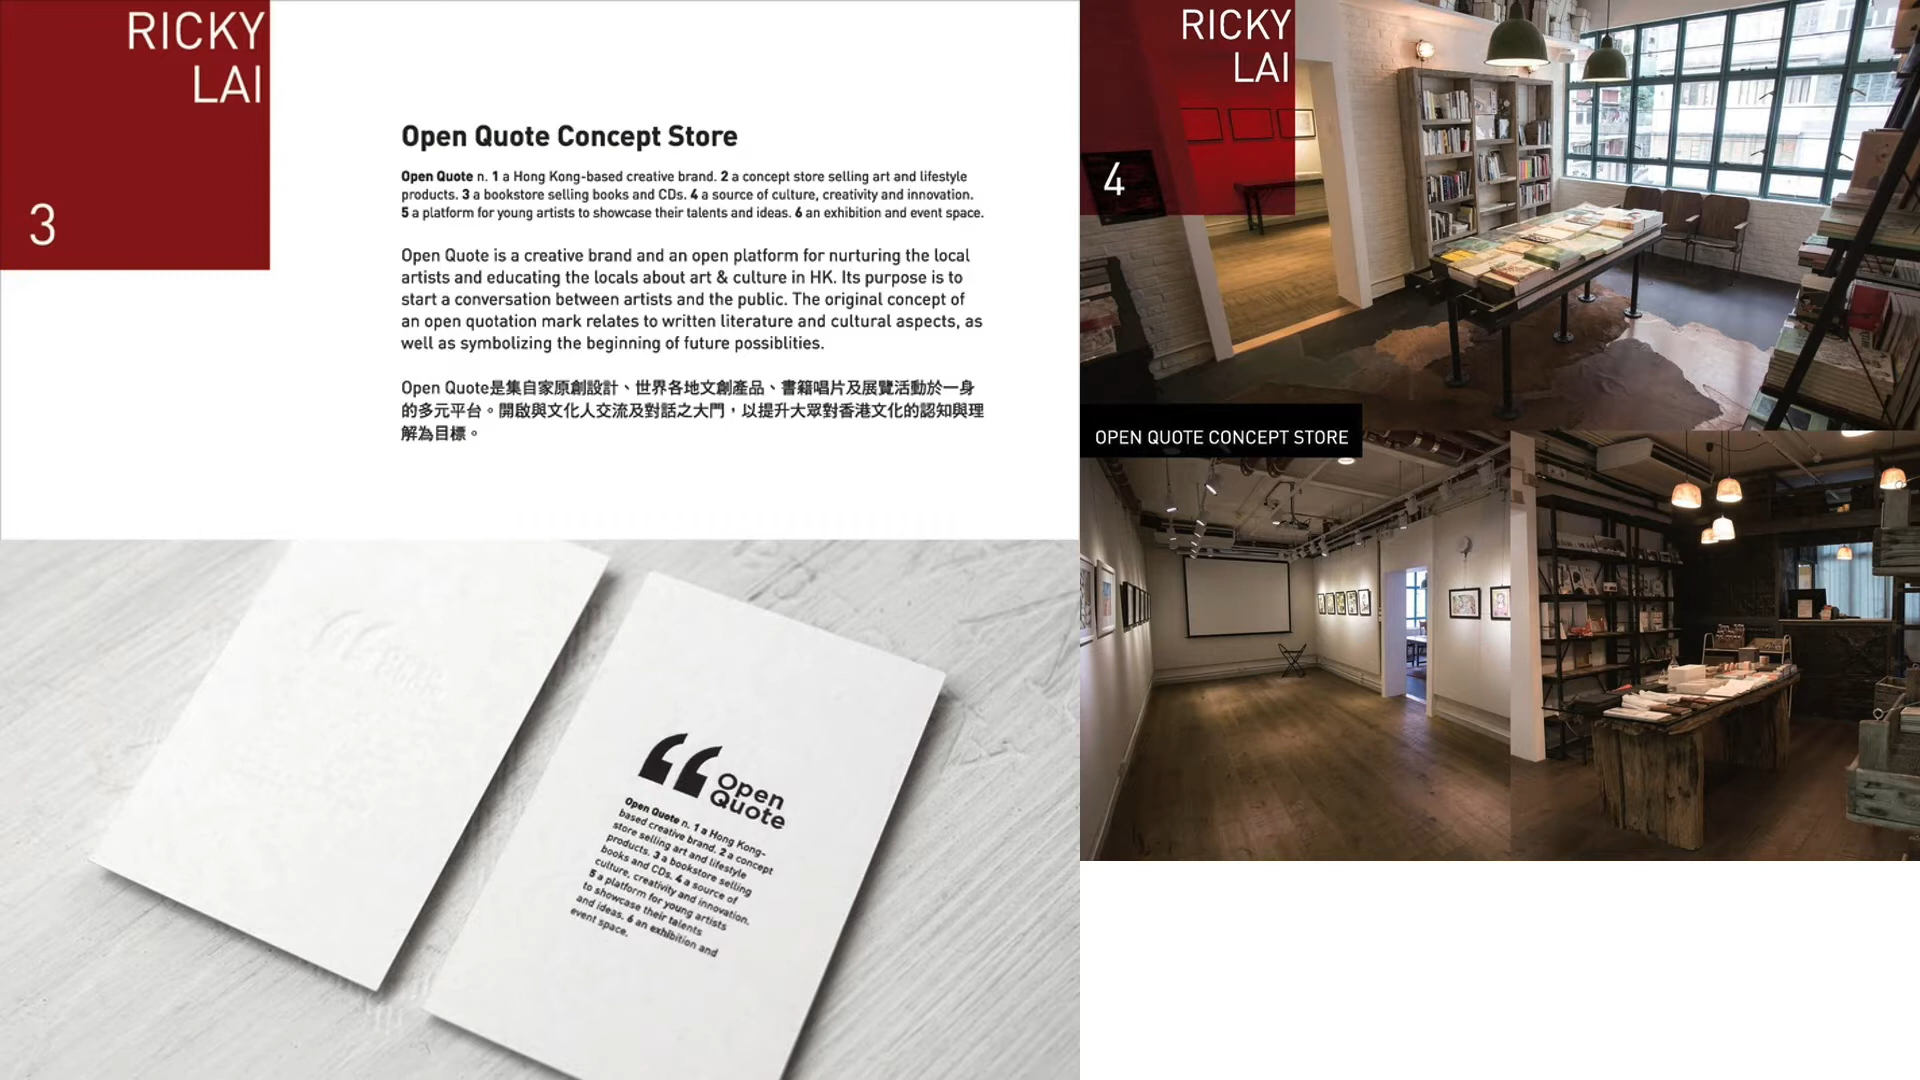 RICKY
LAI
3
Open Quote Concept Store
Open Quote n. 1 a Hong Kong-based creative brand. 2 a concept store selling art and lifestyle
products. 3 a bookstore selling books and CDs. 4 a source of culture, creativity and innovation.
5 a platform for young artists to showcase their talents and ideas. 6 an exhibition and event space.
Open Quote is a creative brand and an open platform for nurturing the local
artists and educating the locals about art & culture in HK. Its purpose is to
start a conversation between artists and the public. The original concept of
an open quotation mark relates to written literature and cultural aspects, as
well as symbolizing the beginning of future possiblities.
Open Quote是集自家原創設計、世界各地文創產品、書籍唱片及展覽活動於一身
的多元平台。開啟與文化人交流及對話之大門，以提升大眾對香港文化的認知與理
解為目標。
“ Open
Quote
Open Quote n. 1 a Hong Kong-
based creative brand. 2 a concept
store selling art and lifestyle
products. 3 a bookstore selling
books and CDs. 4 a source of
culture, creativity and innovation.
5 a platform for young artists
to showcase their talents
and ideas. 6 an exhibition and
event space.
RICKY
LAI
4
OPEN QUOTE CONCEPT STORE